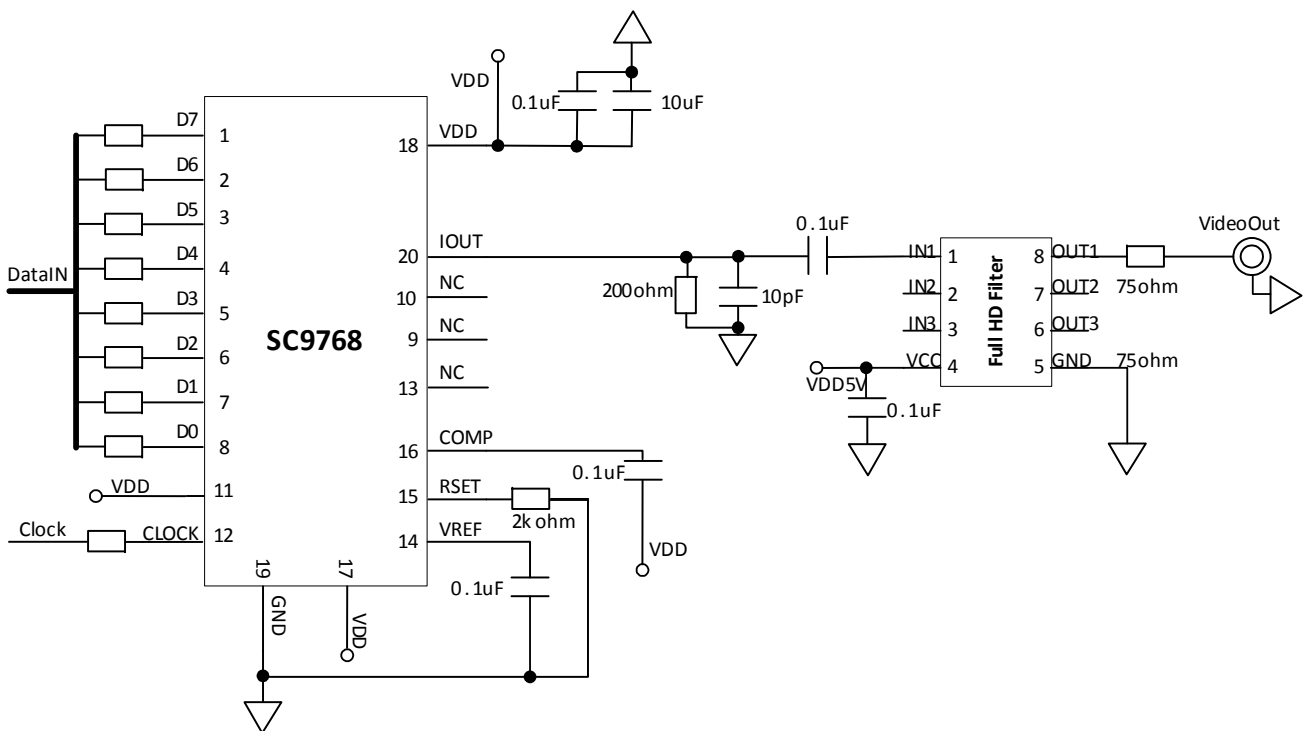 VDD
0.1uF
10uF
D7
1
D6
2
D5
3
D4
4
DataIN
D3
5
D2
6
D1
7
D0
8
VDD
11
Clock
CLOCK
12
SC9768
18
VDD
20
IOUT
10
NC
9
NC
13
NC
16
COMP
15
RSET
14
VREF
19
GND
17
VDD
200ohm
10pF
0.1uF
2k ohm
0.1uF
VDD
0.1uF
IN1
1
IN2
2
IN3
3
VCC
4
Full HD Filter
8
OUT1
7
OUT2
6
OUT3
5
GND
75ohm
75ohm
VideoOut
VDD5V
0.1uF